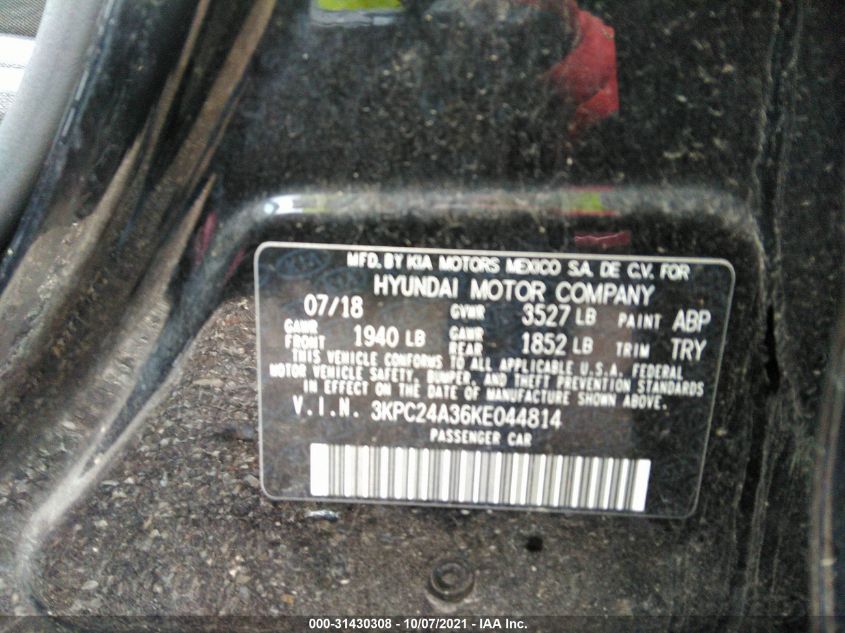 MFD. BY KIA MOTORS MEXICO S.A. DE C.V. FOR
HYUNDAI MOTOR COMPANY
07/18 GVWR 3527 LB PAINT ABP
GAWR FRONT 1940 LB GAWR REAR 1852 LB TRIM TRY
THIS VEHICLE CONFORMS TO ALL APPLICABLE U.S.A. FEDERAL
MOTOR VEHICLE SAFETY, BUMPER, AND THEFT PREVENTION STANDARDS
IN EFFECT ON THE DATE OF MANUFACTURE SHOWN ABOVE.
V.I.N. 3KPC24A36KE044814
PASSENGER CAR
000-31430308 - 10/07/2021 - IAA Inc.